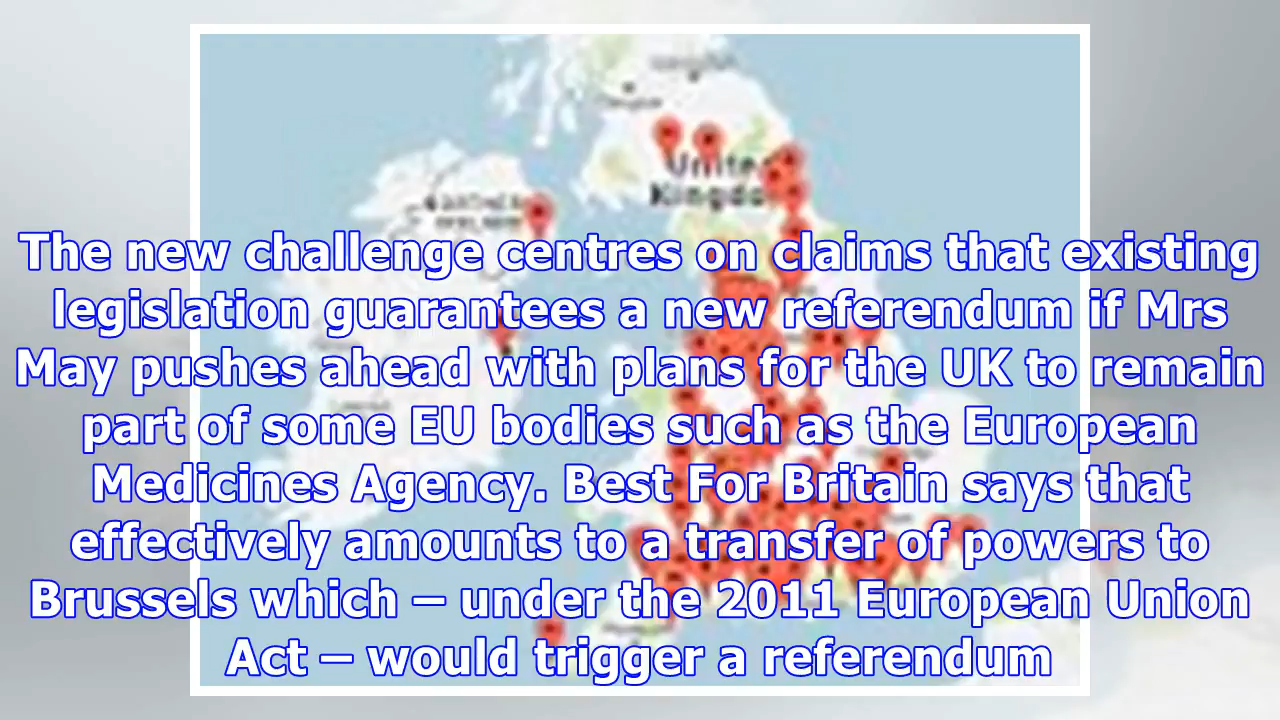 United
Kingdo
The new challenge centres on claims that existing
legislation guarantees a new referendum if Mrs
May pushes ahead with plans for the UK to remain
part of some EU bodies such as the European
Medicines Agency. Best For Britain says that
effectively amounts to a transfer of powers to
Brussels which – under the 2011 European Union
Act – would trigger a referendum